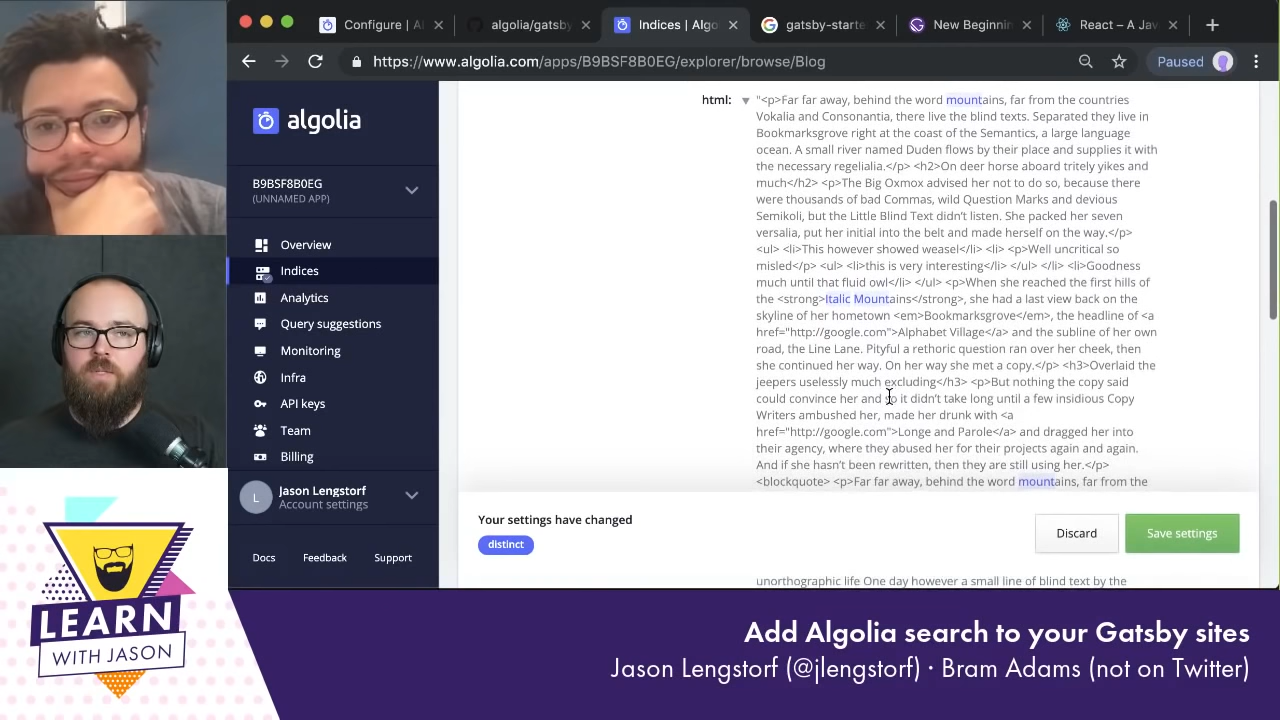 Configure | Al
algolia/gatsby
Indices | Algo
gatsby-starte
New Beginnin
React – A Jav
https://www.algolia.com/apps/B9BSF8B0EG/explorer/browse/Blog
Paused
algolia
B9BSF8B0EG
(UNNAMED APP)
Overview
Indices
Analytics
Query suggestions
Monitoring
Infra
API keys
Team
Billing
L
Jason Lengstorf
Account settings
Docs Feedback Support
html:
"<p>Far far away, behind the word mountains, far from the countries
Vokalia and Consonantia, there live the blind texts. Separated they live in
Bookmarksgrove right at the coast of the Semantics, a large language
ocean. A small river named Duden flows by their place and supplies it with
the necessary regelialia.</p> <h2>On deer horse aboard tritely yikes and
much</h2> <p>The Big Oxmox advised her not to do so, because there
were thousands of bad Commas, wild Question Marks and devious
Semikoli, but the Little Blind Text didn’t listen. She packed her seven
versalia, put her initial into the belt and made herself on the way.</p>
<ul> <li>This however showed weasel</li> <li> <p>Well uncritical so
misled</p> <ul> <li>this is very interesting</li> </ul> </li> <li>Goodness
much until that fluid owl</li> </ul> <p>When she reached the first hills of
the <strong>Italic Mountains</strong>, she had a last view back on the
skyline of her hometown <em>Bookmarksgrove</em>, the headline of <a
href="http://google.com">Alphabet Village</a> and the subline of her own
road, the Line Lane. Pityful a rethoric question ran over her cheek, then
she continued her way. On her way she met a copy.</p> <h3>Overlaid the
jeepers uselessly much excluding</h3> <p>But nothing the copy said
could convince her and so it didn’t take long until a few insidious Copy
Writers ambushed her, made her drunk with <a
href="http://google.com">Longe and Parole</a> and dragged her into
their agency, where they abused her for their projects again and again.
And if she hasn’t been rewritten, then they are still using her.</p>
<blockquote> <p>Far far away, behind the word mountains, far from the
Your settings have changed
distinct
Discard
Save settings
unorthographic life One day however a small line of blind text by the
LEARN
WITH JASON
Add Algolia search to your Gatsby sites
Jason Lengstorf (@jlengstorf) · Bram Adams (not on Twitter)